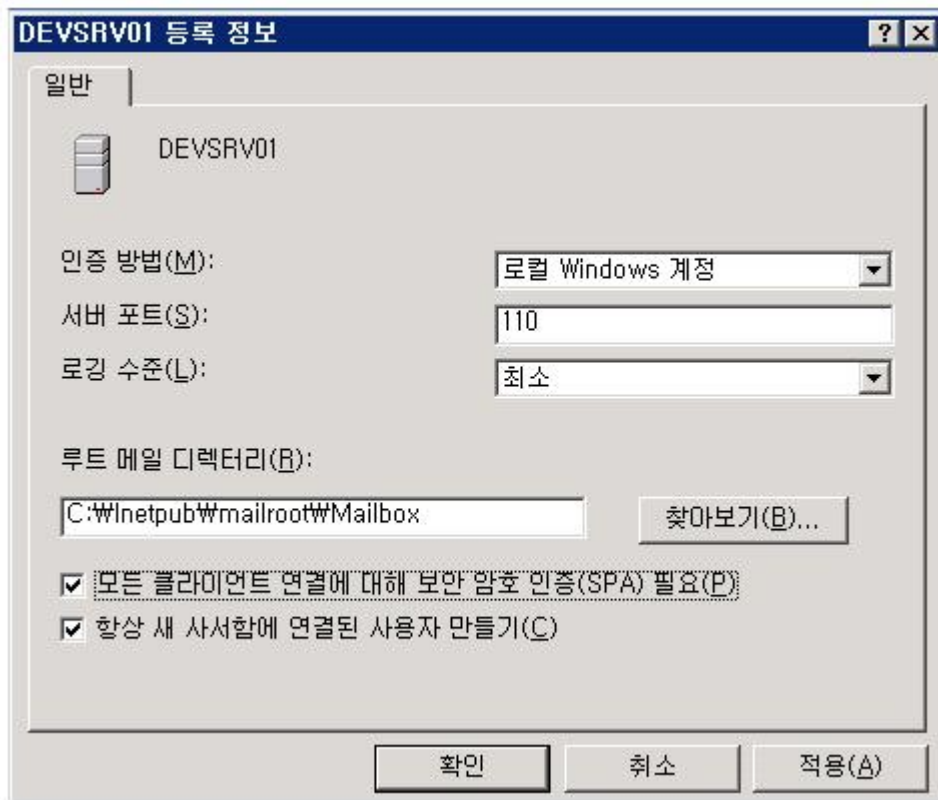 DEVSRV01 등록 정보
일반
DEVSRV01
인증 방법(M):
로컬 Windows 계정
서버 포트(S):
110
로깅 수준(L):
최소
루트 메일 디렉터리(R):
C:₩Inetpub₩mailroot₩Mailbox
찾아보기(B)...
모든 클라이언트 연결에 대해 보안 암호 인증(SPA) 필요(P)
항상 새 사서함에 연결된 사용자 만들기(C)
확인
취소
적용(A)